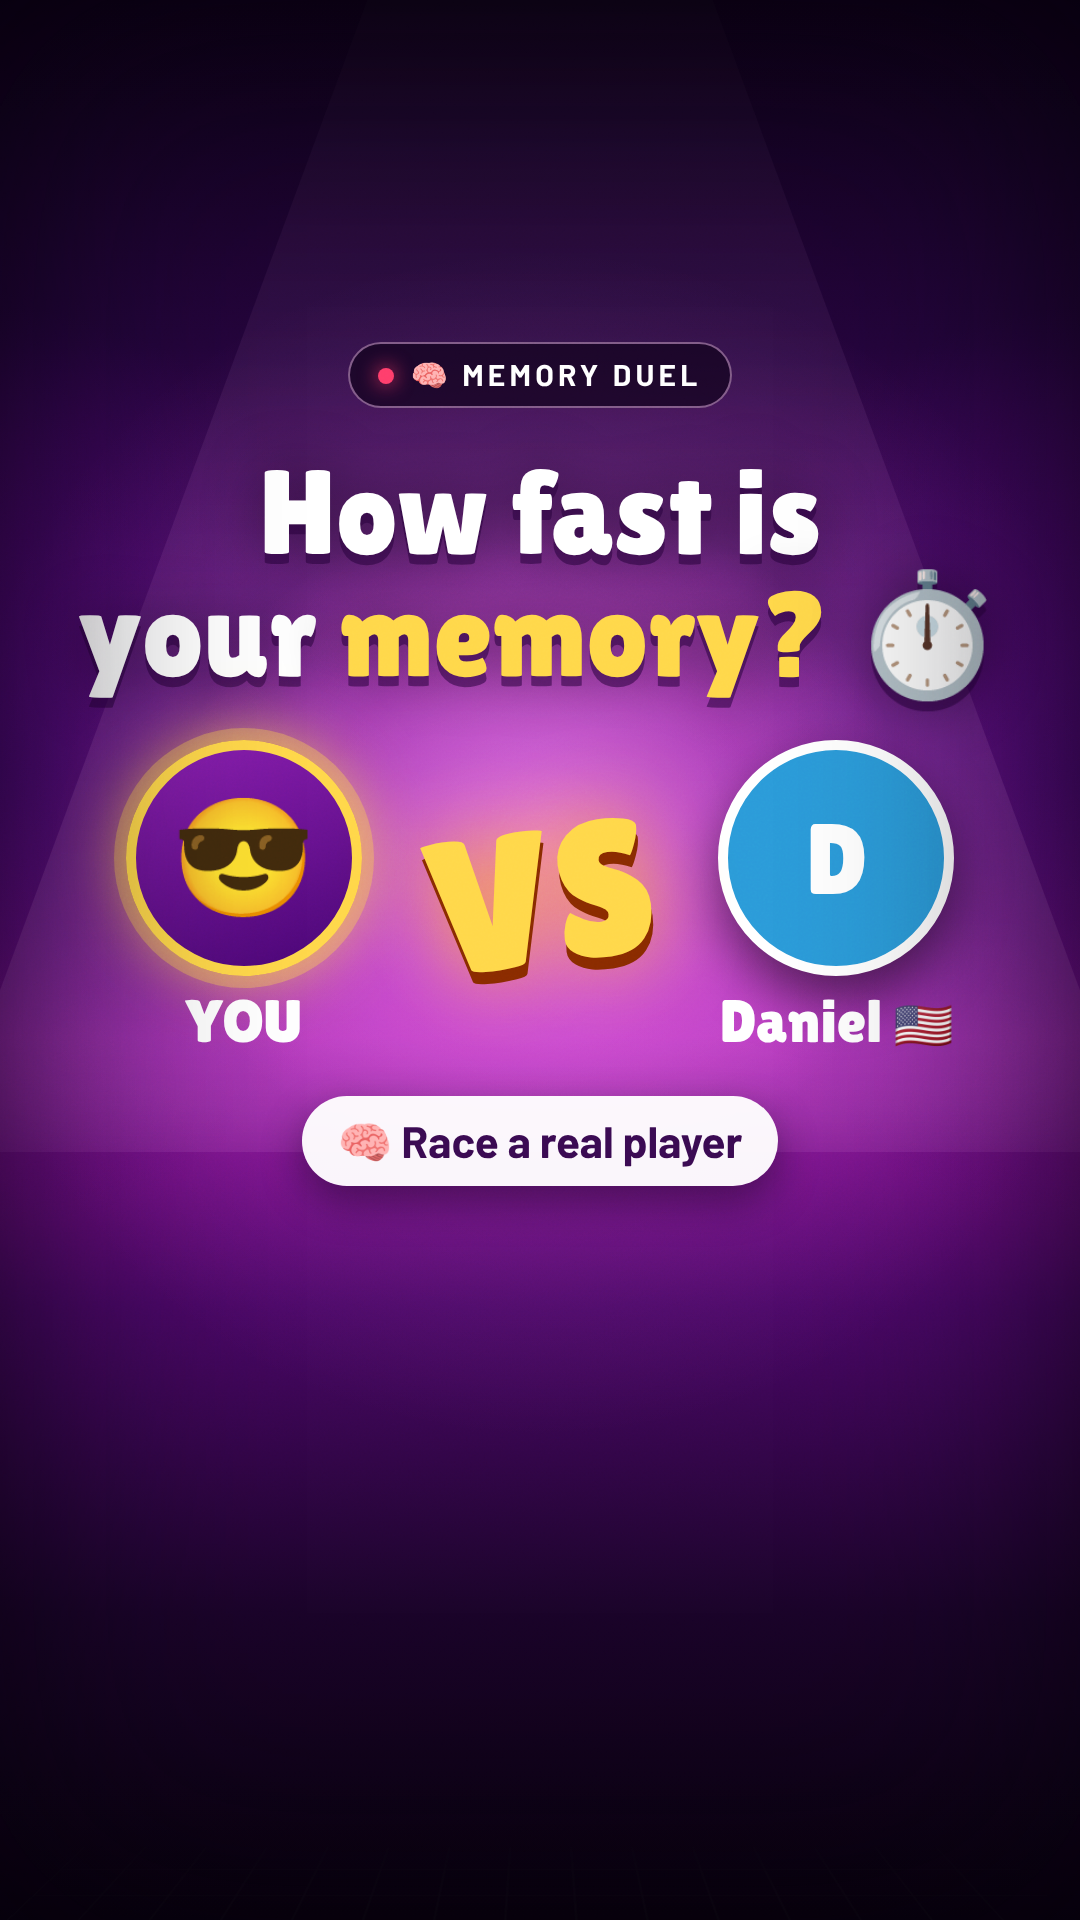 🧠 MEMORY DUEL
How fast is
your memory? ⏱️
VS
D
YOU
Daniel 🇺🇸
🧠 Race a real player